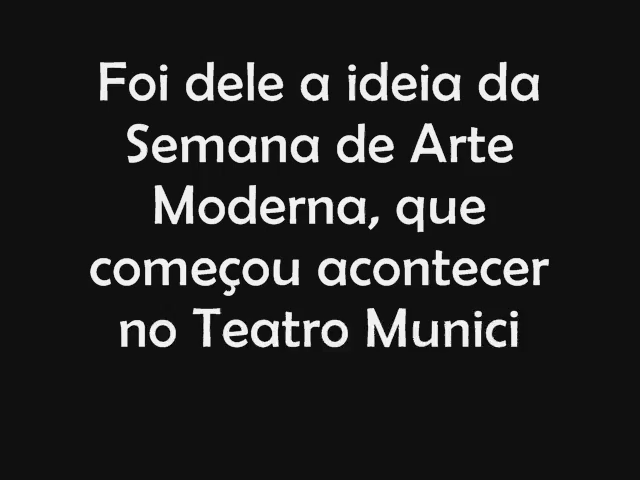 Foi dele a ideia da
Semana de Arte
Moderna, que
começou acontecer
no Teatro Munici